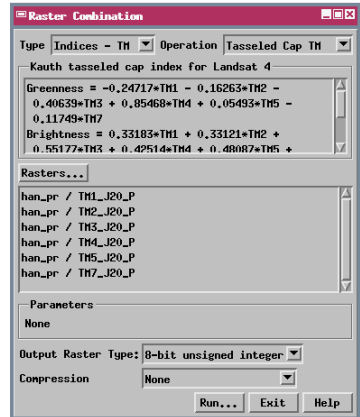 Raster Combination
Type Indices - TM Operation Tasseled Cap TM
Kauth tasseled cap index for Landsat 4
Greenness = -0.24717*TM1 - 0.16263*TM2 -
0.40639*TM3 + 0.85468*TM4 + 0.05493*TM5 -
0.11749*TM7
Brightness = 0.33183*TM1 + 0.33121*TM2 +
0.55177*TM3 + 0.42514*TM4 + 0.48087*TM5 +
Rasters...
han_pr / TM1_J20_P
han_pr / TM2_J20_P
han_pr / TM3_J20_P
han_pr / TM4_J20_P
han_pr / TM5_J20_P
han_pr / TM7_J20_P
Parameters
None
Output Raster Type: 8-bit unsigned integer
Compression None
Run... Exit Help